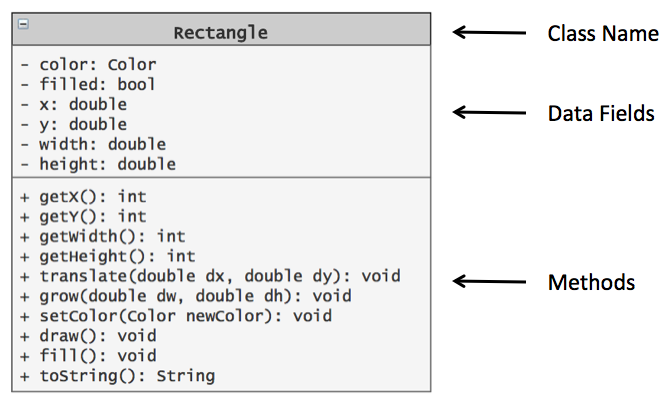 Rectangle
Class Name
- color: Color
- filled: bool
- x: double
- y: double
- width: double
- height: double
Data Fields
+ getX(): int
+ getY(): int
+ getWidth(): int
+ getHeight(): int
+ translate(double dx, double dy): void
+ grow(double dw, double dh): void
+ setColor(Color newColor): void
+ draw(): void
+ fill(): void
+ toString(): String
Methods